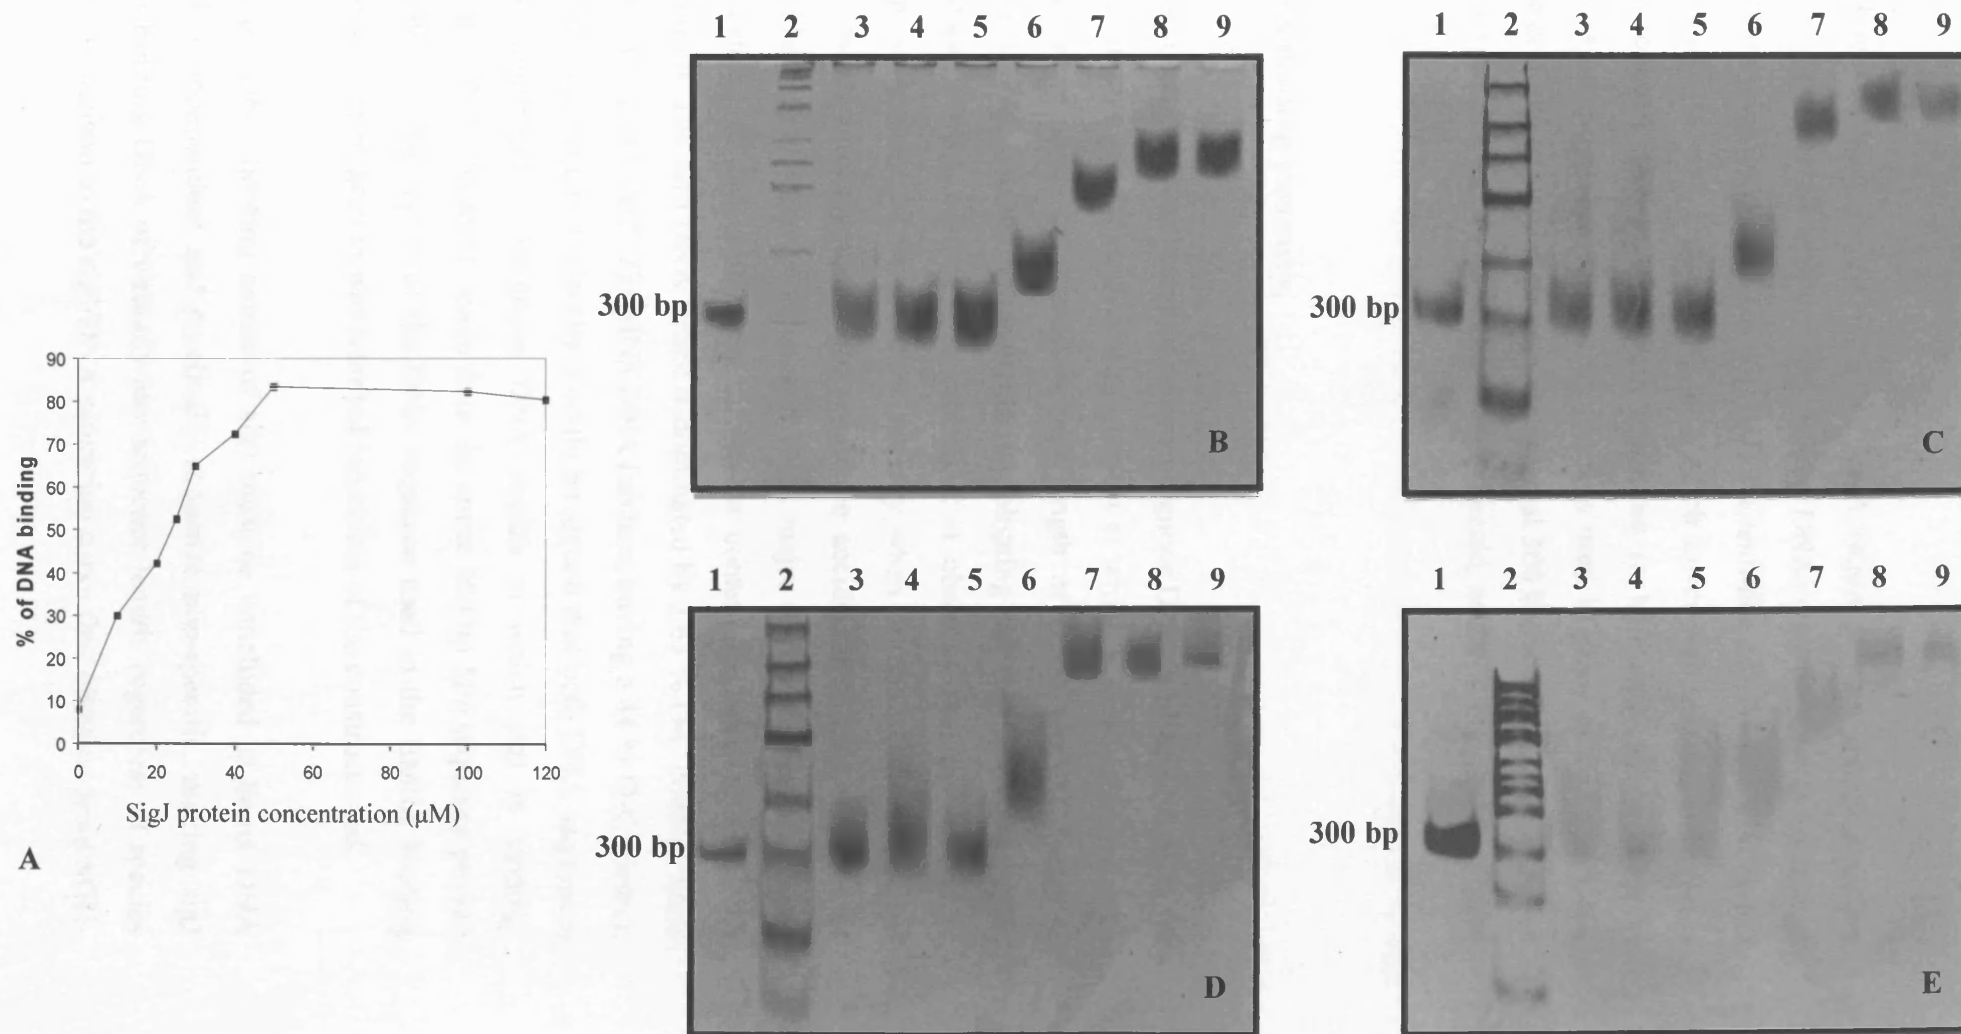 1 2 3 4 5 6 7 8 9
300 bp
B
1 2 3 4 5 6 7 8 9
300 bp
C
90
80
70
60
50
40
30
20
10
0
% of DNA binding
0 20 40 60 80 100 120
SigJ protein concentration (µM)
A
1 2 3 4 5 6 7 8 9
300 bp
D
1 2 3 4 5 6 7 8 9
300 bp
E